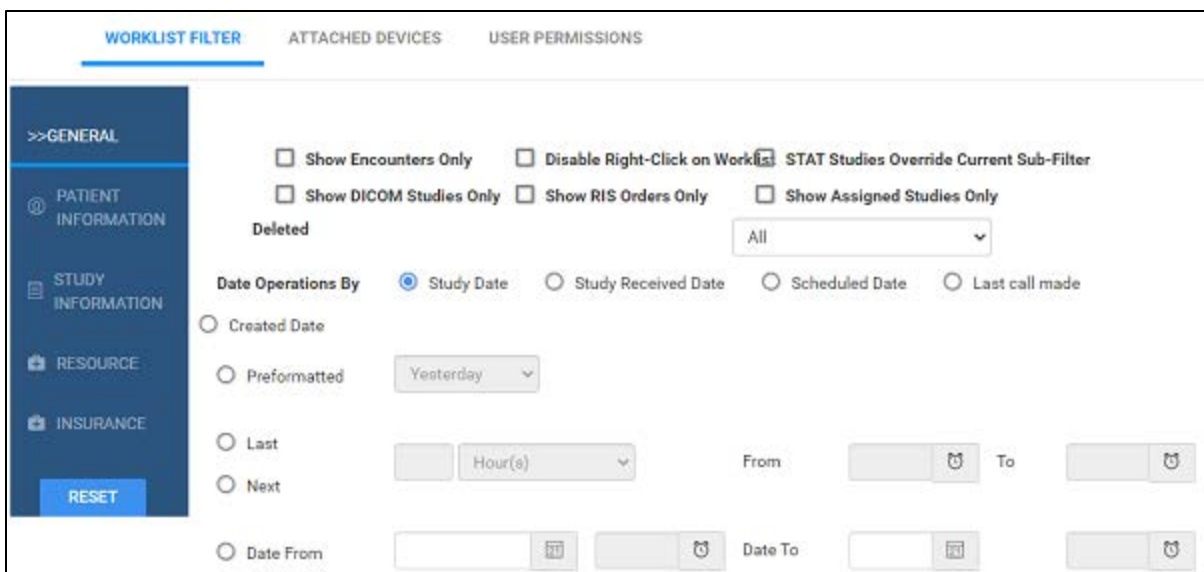 WORKLIST FILTER ATTACHED DEVICES USER PERMISSIONS
>>GENERAL
PATIENT
INFORMATION
STUDY
INFORMATION
RESOURCE
INSURANCE
RESET
Show Encounters Only Disable Right-Click on Worklist STAT Studies Override Current Sub-Filter
Show DICOM Studies Only Show RIS Orders Only Show Assigned Studies Only
Deleted All
Date Operations By Study Date Study Received Date Scheduled Date Last call made
Created Date
Preformatted Yesterday
Last
Hour(s) From To
Next
Date From Date To